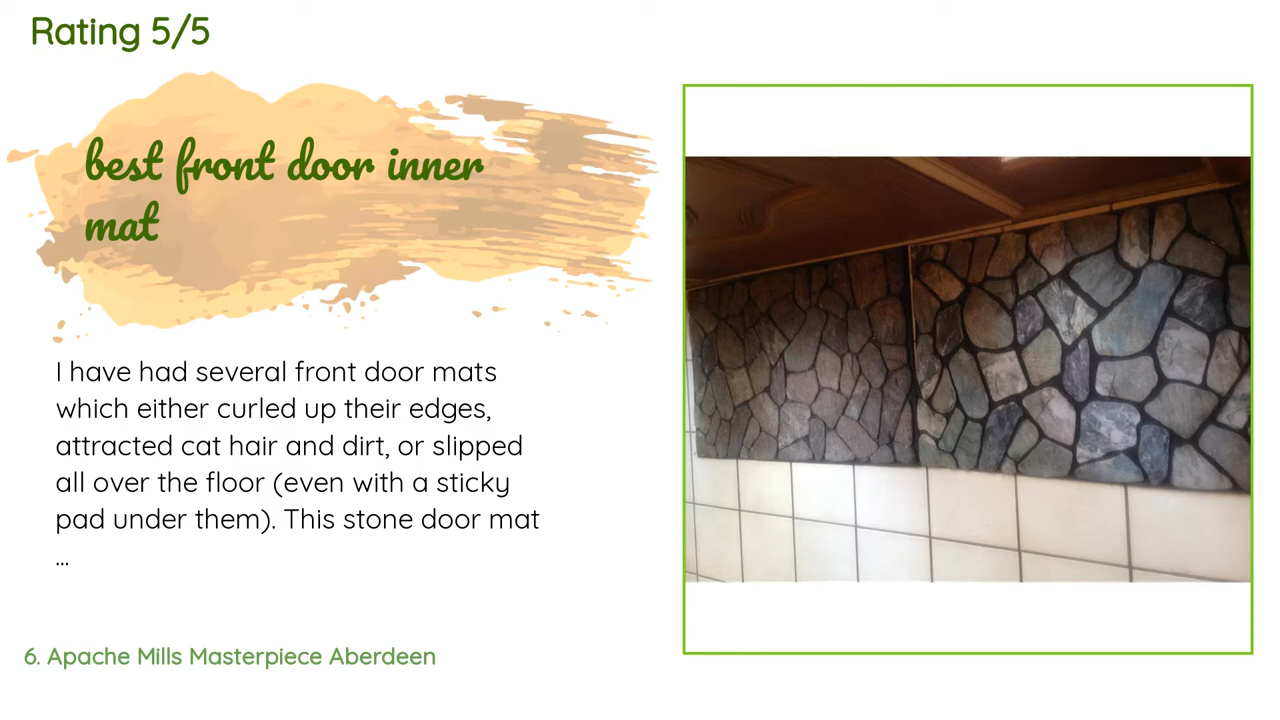 Rating 5/5
best front door inner
mat
I have had several front door mats
which either curled up their edges,
attracted cat hair and dirt, or slipped
all over the floor (even with a sticky
pad under them). This stone door mat
...
6. Apache Mills Masterpiece Aberdeen